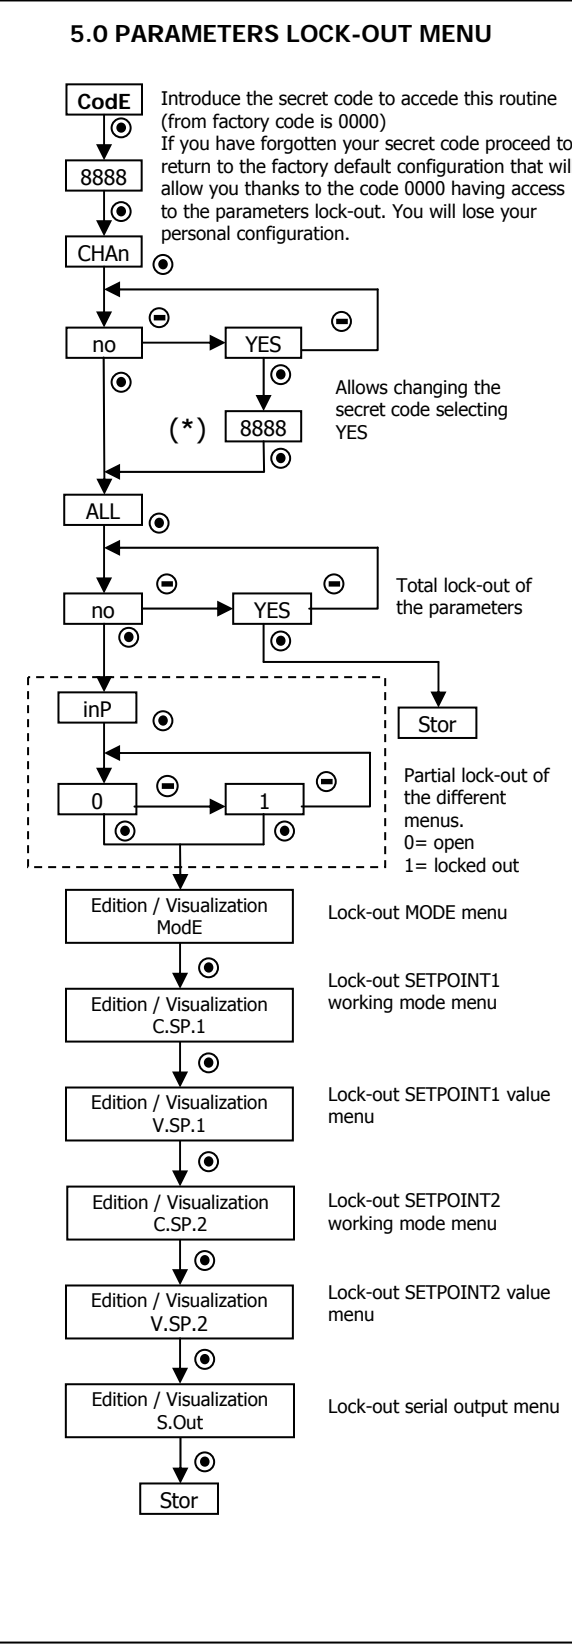 5.0 PARAMETERS LOCK-OUT MENU
CodE
Introduce the secret code to accede this routine
(from factory code is 0000)
If you have forgotten your secret code proceed to
return to the factory default configuration that wil
allow you thanks to the code 0000 having access
to the parameters lock-out. You will lose your
personal configuration.
8888
CHAn
no
YES
Allows changing the
secret code selecting
YES
(*)
8888
ALL
no
YES
Total lock-out of
the parameters
Stor
inP
0
1
Partial lock-out of
the different
menus.
0= open
1= locked out
Edition / Visualization
ModE
Lock-out MODE menu
Edition / Visualization
C.SP.1
Lock-out SETPOINT1
working mode menu
Edition / Visualization
V.SP.1
Lock-out SETPOINT1 value
menu
Edition / Visualization
C.SP.2
Lock-out SETPOINT2
working mode menu
Edition / Visualization
V.SP.2
Lock-out SETPOINT2 value
menu
Edition / Visualization
S.Out
Lock-out serial output menu
Stor